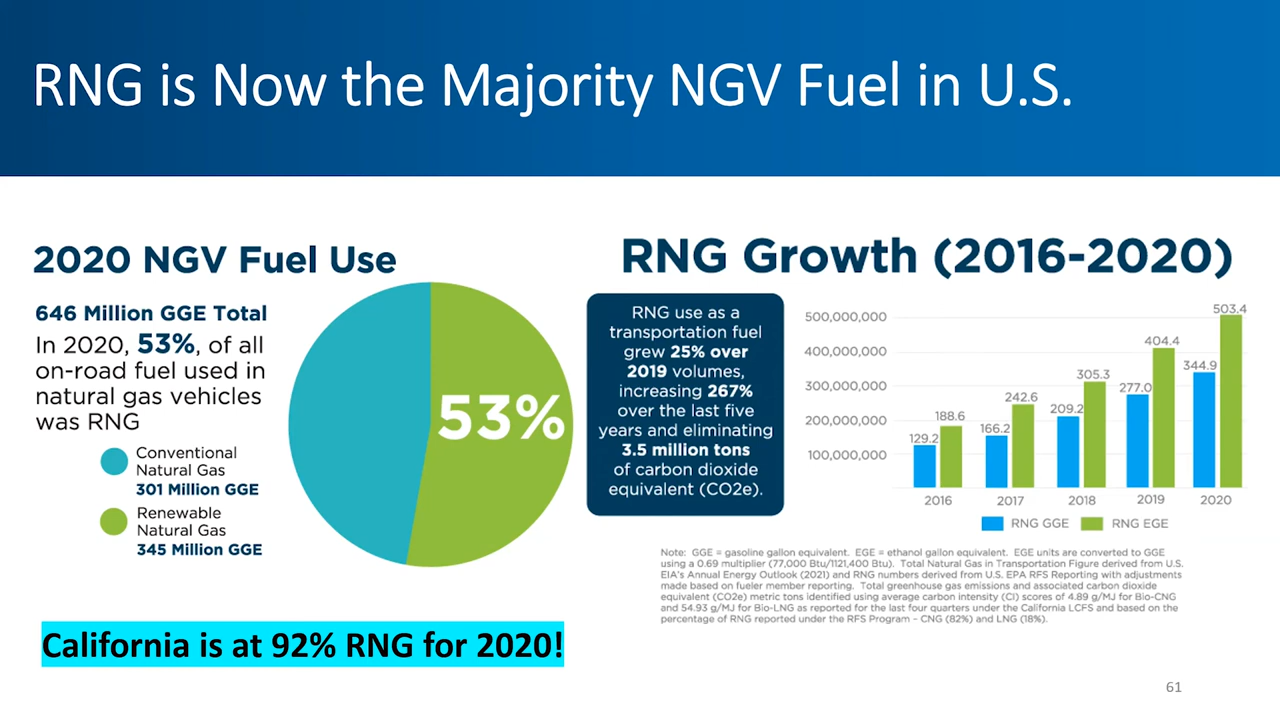 RNG is Now the Majority NGV Fuel in U.S.
2020 NGV Fuel Use
646 Million GGE Total
In 2020, 53%, of all
on-road fuel used in
natural gas vehicles
was RNG
Conventional
Natural Gas
301 Million GGE
Renewable
Natural Gas
345 Million GGE
53%
California is at 92% RNG for 2020!
RNG Growth (2016-2020)
RNG use as a
transportation fuel
grew 25% over
2019 volumes,
increasing 267%
over the last five
years and eliminating
3.5 million tons
of carbon dioxide
equivalent (CO2e).
500,000,000
400,000,000
300,000,000
200,000,000
100,000,000
129.2
188.6
166.2
242.6
209.2
305.3
277.0
404.4
344.9
503.4
2016
2017
2018
2019
2020
RNG GGE
RNG EGE
Note: GGE = gasoline gallon equivalent. EGE = ethanol gallon equivalent. EGE units are converted to GGE
using a 0.69 multiplier (77,000 Btu/1121,400 Btu). Total Natural Gas in Transportation Figure derived from U.S.
EIA's Annual Energy Outlook (2021) and RNG numbers derived from U.S. EPA RFS Reporting with adjustments
made based on fueler member reporting. Total greenhouse gas emissions and associated carbon dioxide
equivalent (CO2e) metric tons identified using average carbon intensity (CI) scores of 4.89 g/MJ for Bio-CNG
and 54.93 g/MJ for Bio-LNG as reported for the last four quarters under the California LCFS and based on the
percentage of RNG reported under the RFS Program – CNG (82%) and LNG (18%).
61